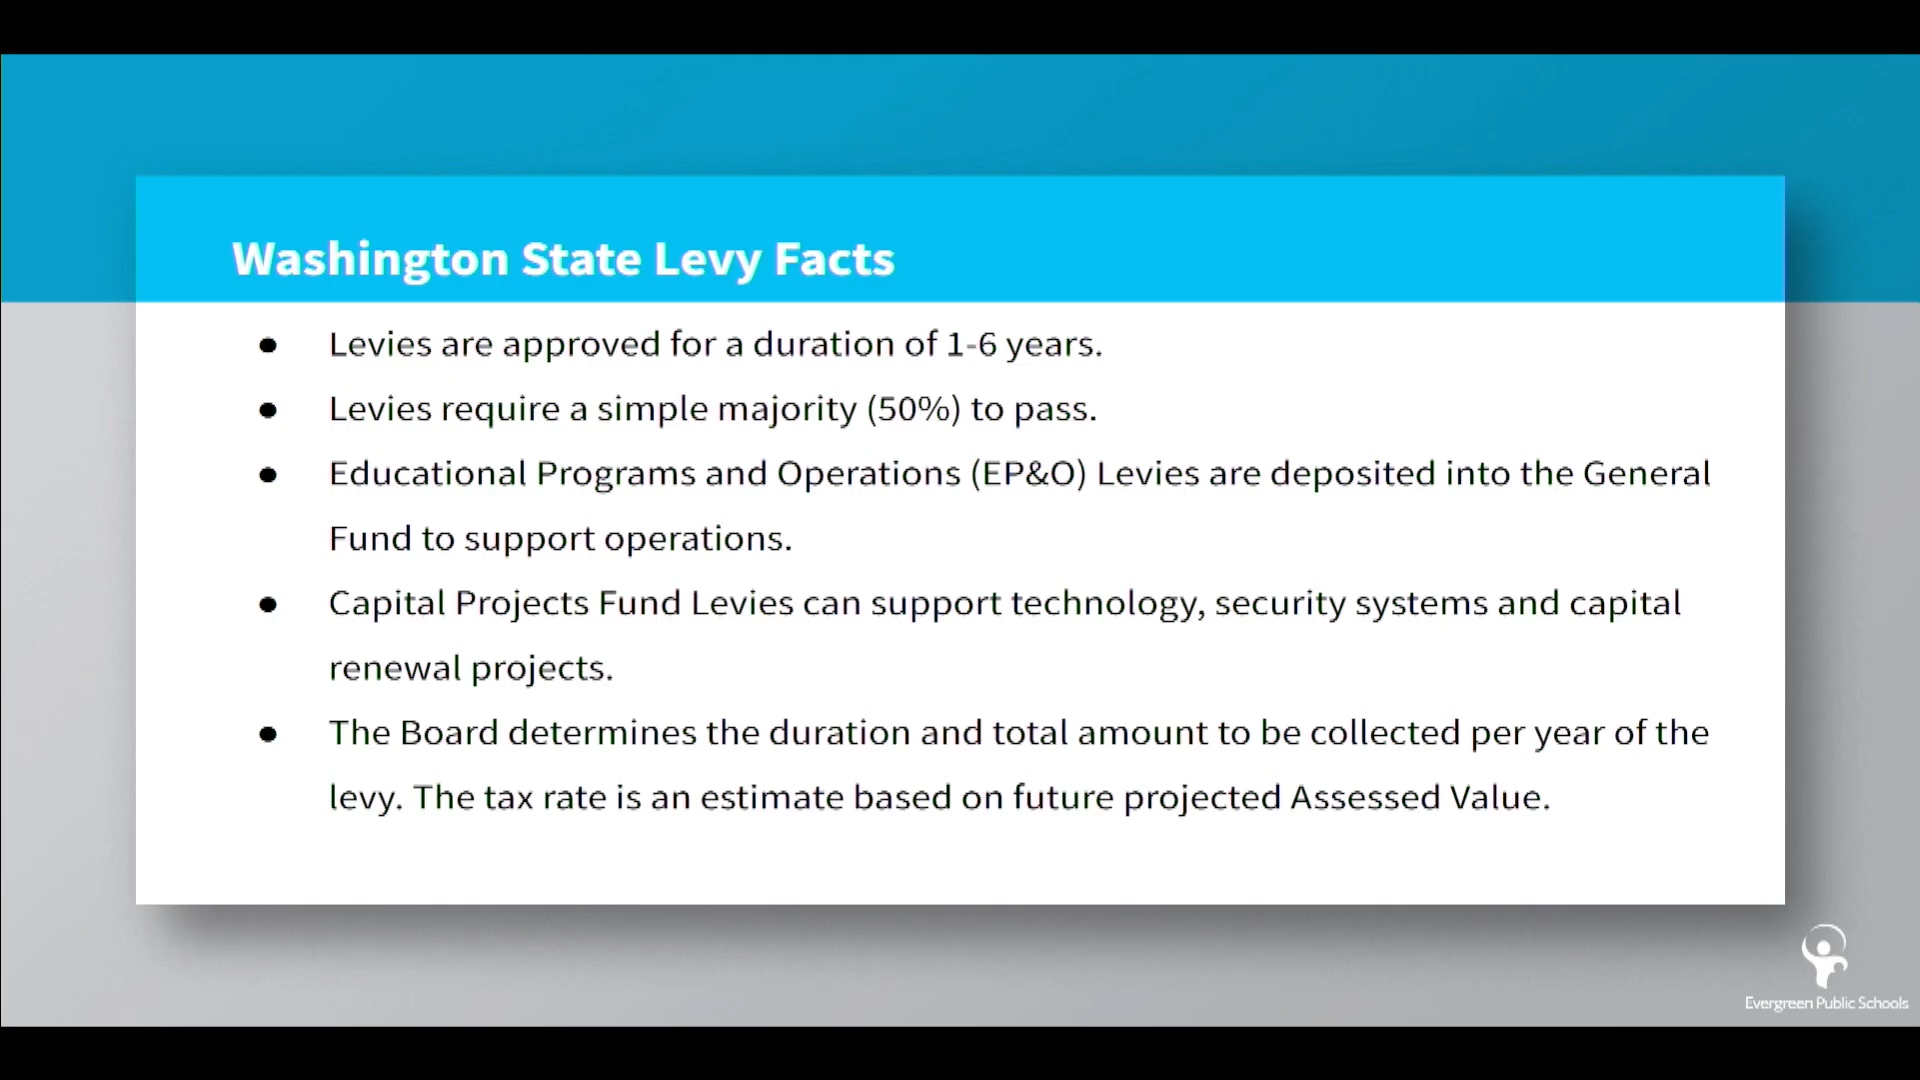 Washington State Levy Facts
● Levies are approved for a duration of 1-6 years.
● Levies require a simple majority (50%) to pass.
● Educational Programs and Operations (EP&O) Levies are deposited into the General
Fund to support operations.
● Capital Projects Fund Levies can support technology, security systems and capital
renewal projects.
● The Board determines the duration and total amount to be collected per year of the
levy. The tax rate is an estimate based on future projected Assessed Value.
Evergreen Public Schools